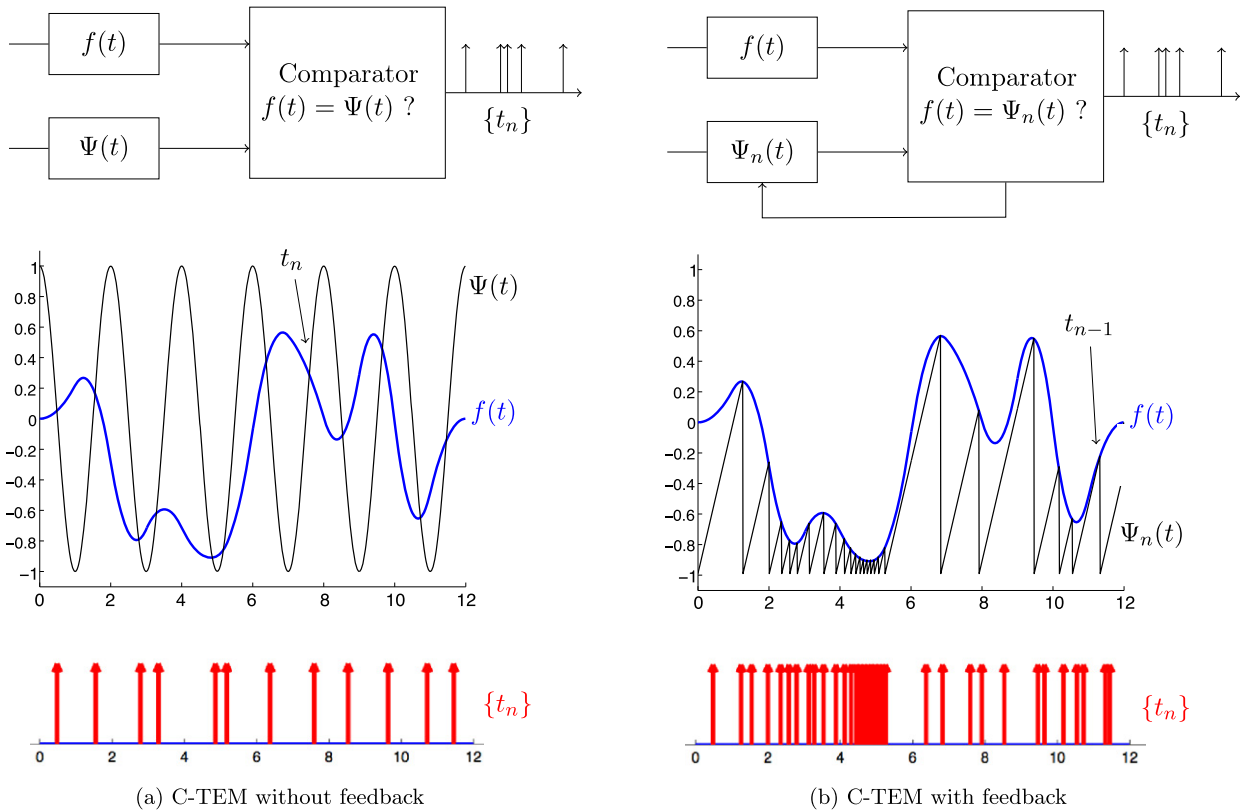 f(t)
Ψ(t)
Comparator
f(t) = Ψ(t) ?
{t_n}
f(t)
Ψ_n(t)
Comparator
f(t) = Ψ_n(t) ?
{t_n}
1
0.8
0.6
0.4
0.2
0
−0.2
−0.4
−0.6
−0.8
−1
0 2 4 6 8 10 12
t_n
Ψ(t)
f(t)
1
0.8
0.6
0.4
0.2
0
−0.2
−0.4
−0.6
−0.8
−1
0 2 4 6 8 10 12
t_{n−1}
f(t)
Ψ_n(t)
{t_n}
0 2 4 6 8 10 12
{t_n}
0 2 4 6 8 10 12
(a) C-TEM without feedback
(b) C-TEM with feedback